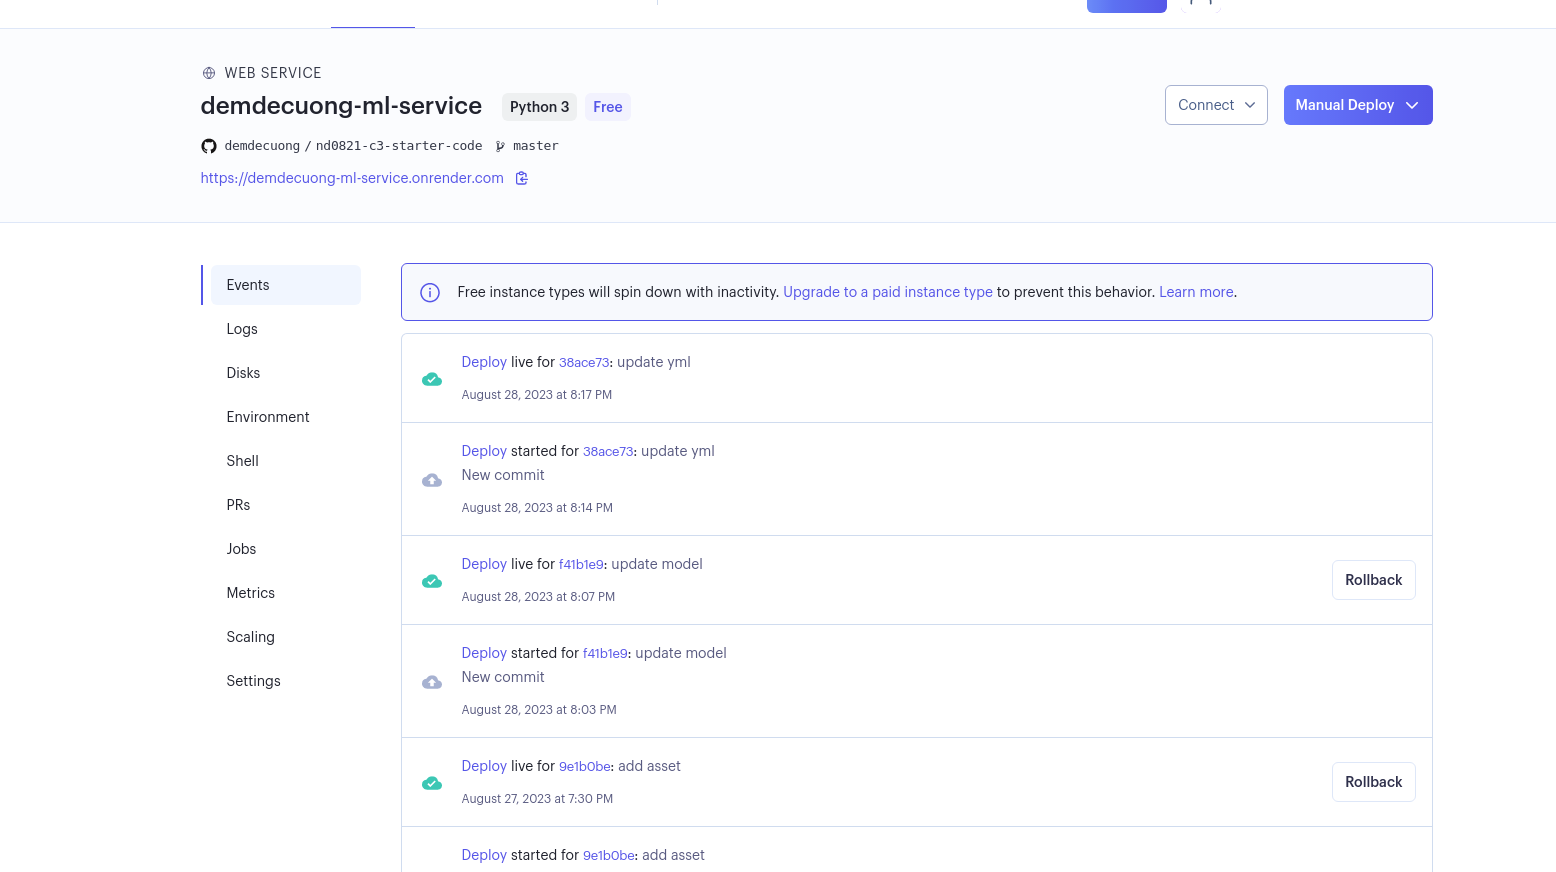 WEB SERVICE
demdecuong-ml-service Python 3 Free
Connect Manual Deploy
demdecuong / nd0821-c3-starter-code master
https://demdecuong-ml-service.onrender.com
Events
Logs
Disks
Environment
Shell
PRs
Jobs
Metrics
Scaling
Settings
Free instance types will spin down with inactivity. Upgrade to a paid instance type to prevent this behavior. Learn more.
Deploy live for 38ace73: update yml
August 28, 2023 at 8:17 PM
Deploy started for 38ace73: update yml
New commit
August 28, 2023 at 8:14 PM
Deploy live for f41b1e9: update model
August 28, 2023 at 8:07 PM
Rollback
Deploy started for f41b1e9: update model
New commit
August 28, 2023 at 8:03 PM
Deploy live for 9e1b0be: add asset
August 27, 2023 at 7:30 PM
Rollback
Deploy started for 9e1b0be: add asset